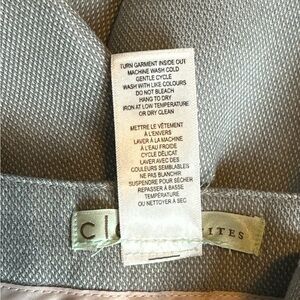 TURN GARMENT INSIDE OUT
MACHINE WASH COLD
GENTLE CYCLE
WASH WITH LIKE COLOURS
DO NOT BLEACH
HANG TO DRY
IRON AT LOW TEMPERATURE
OR DRY CLEAN
METTRE LE VÊTEMENT
À L'ENVERS
LAVER À LA MACHINE
À L'EAU FROIDE
CYCLE DÉLICAT
LAVER AVEC DES
COULEURS SEMBLABLES
NE PAS BLANCHIR
SUSPENDRE POUR SÉCHER
REPASSER À BASSE
TEMPÉRATURE
OU NETTOYER À SEC
C
ITES